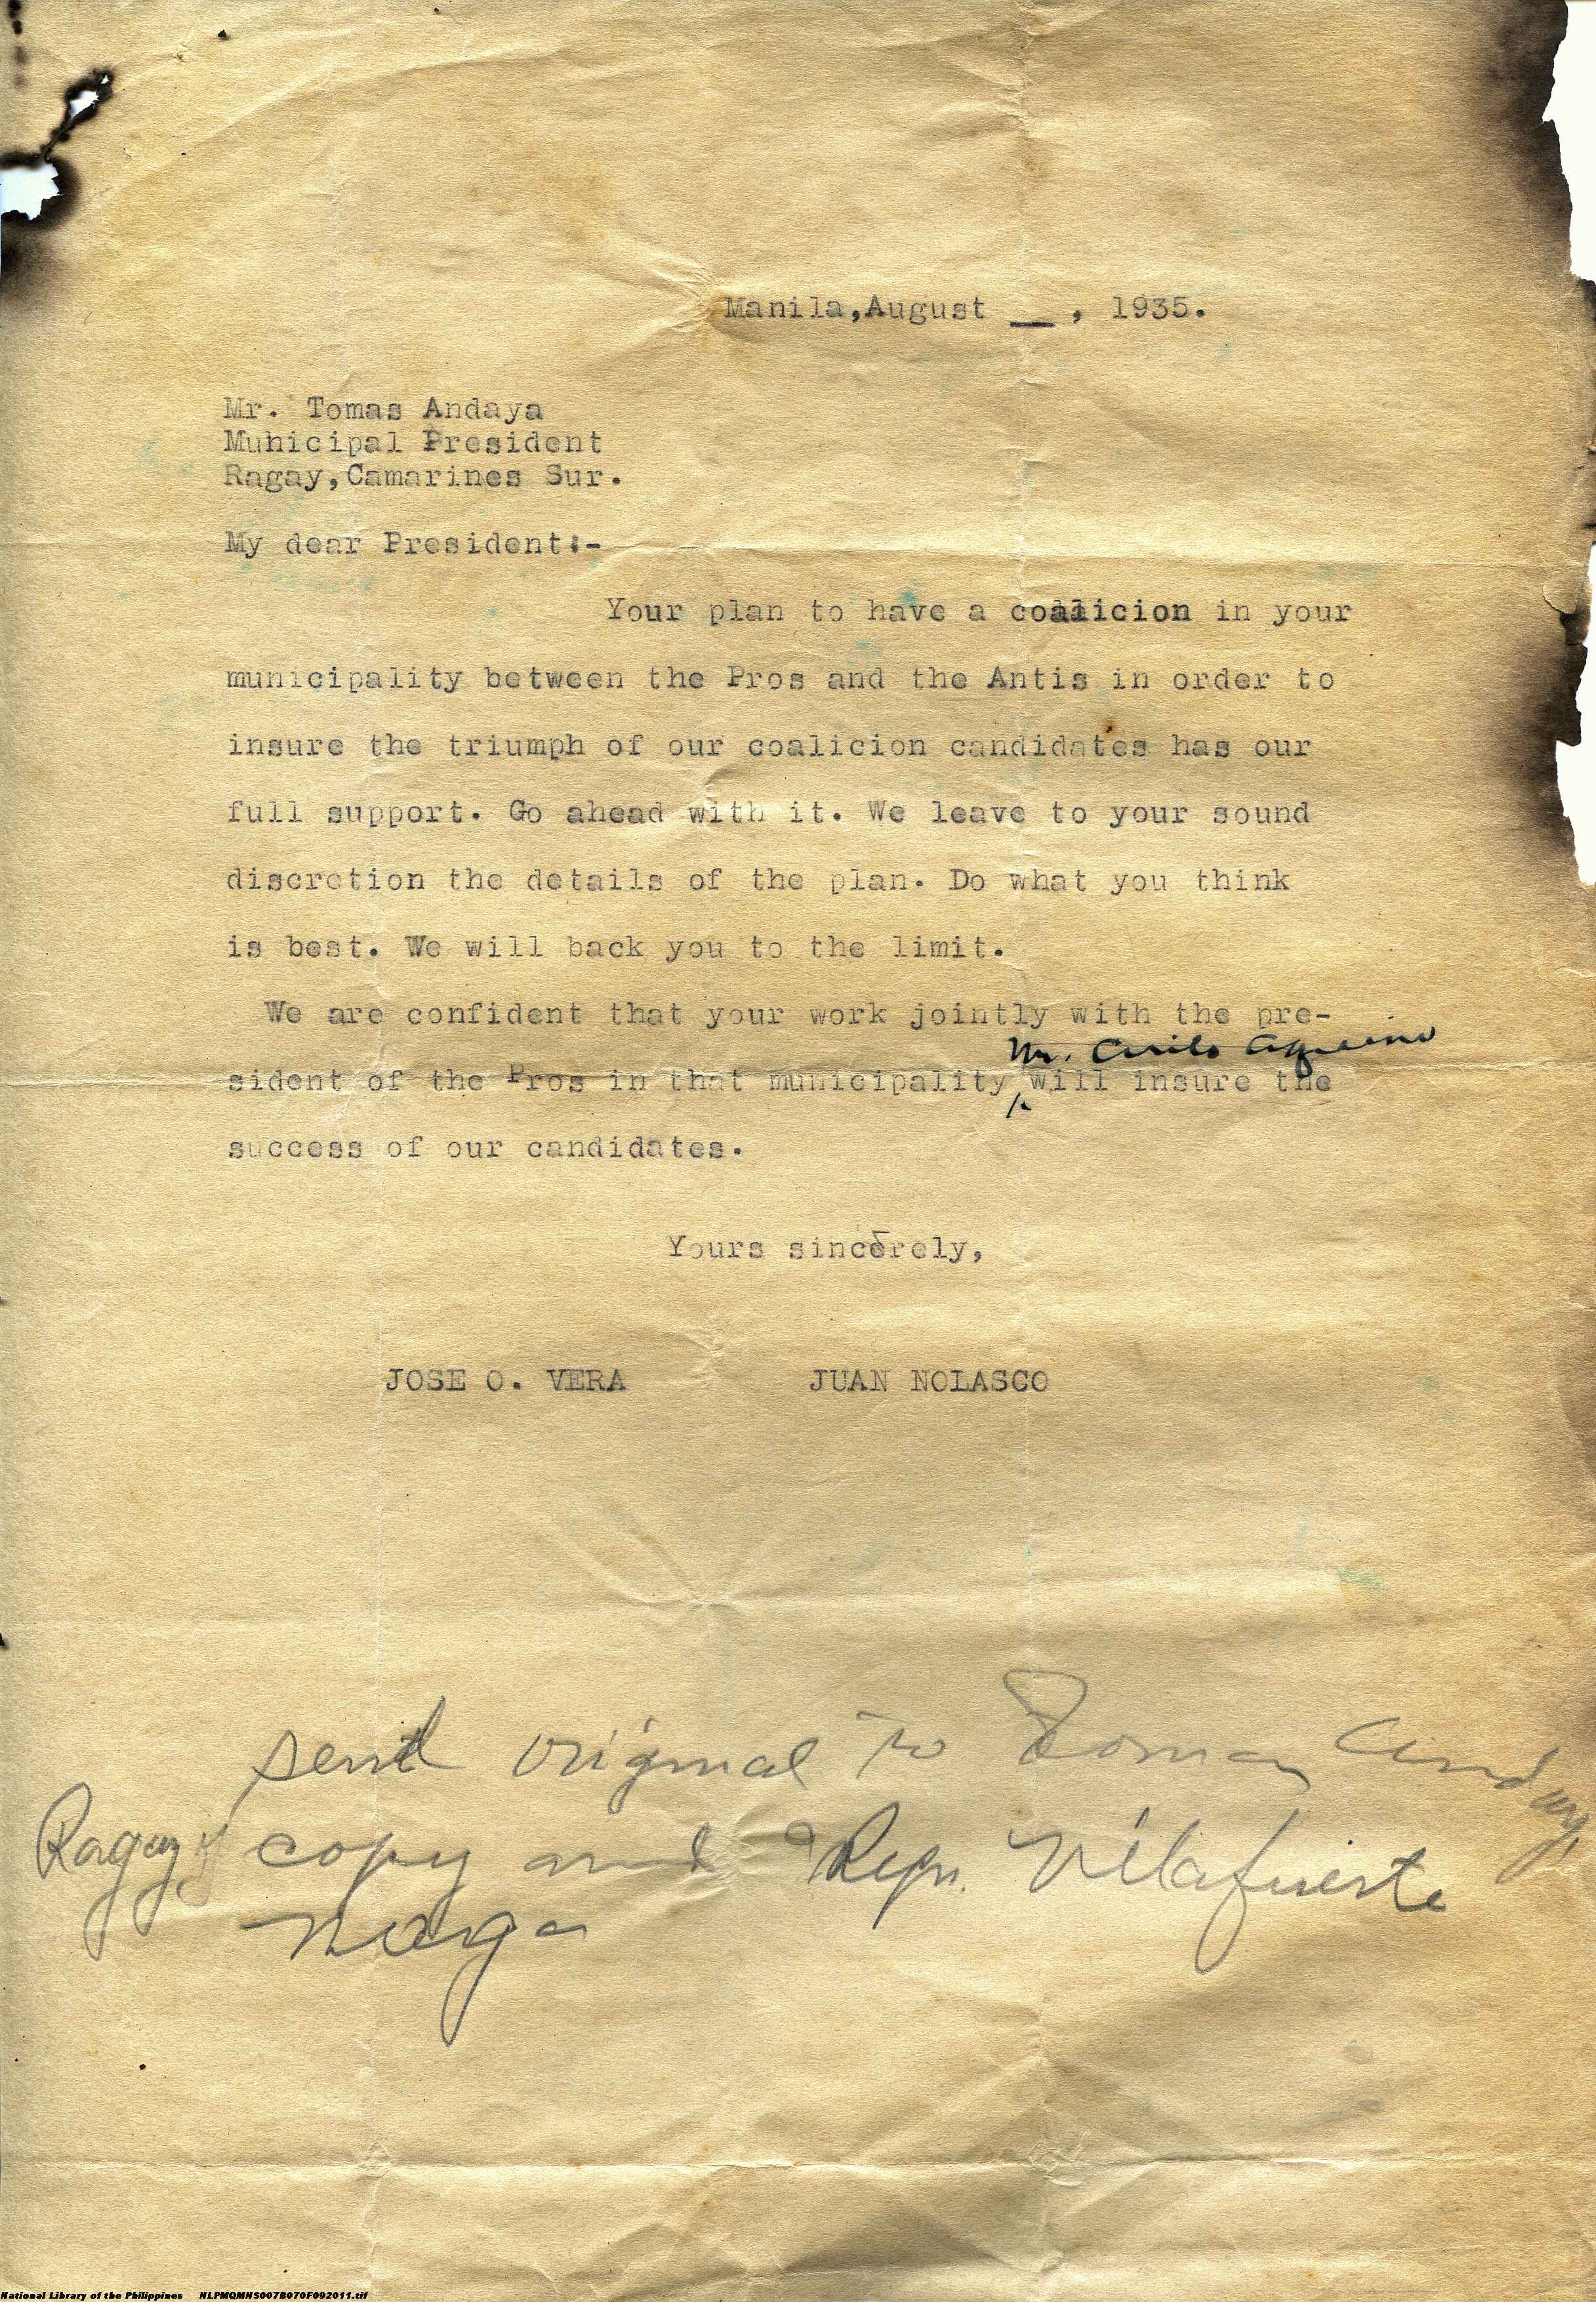 Manila,August __ , 1935.
Mr. Tomas Andaya
Municipal President
Ragay,Camarines Sur.
My dear President:-
Your plan to have a coalicion in your
municipality between the Pros and the Antis in order to
insure the triumph of our coalicion candidates has our
full support. Go ahead with it. We leave to your sound
discretion the details of the plan. Do what you think
is best. We will back you to the limit.
We are confident that your work jointly with the pre-
Mr. Cirilo Aquino
sident of the Pros in that municipality, will insure the
success of our candidates.
Yours sincerely,
JOSE O. VERA JUAN NOLASCO
send original to Tomas Andaya,
Ragay copy and Rep. Villafuerte
Naga
National Library of the Philippines NLPMQMNS007B070F092011.tif